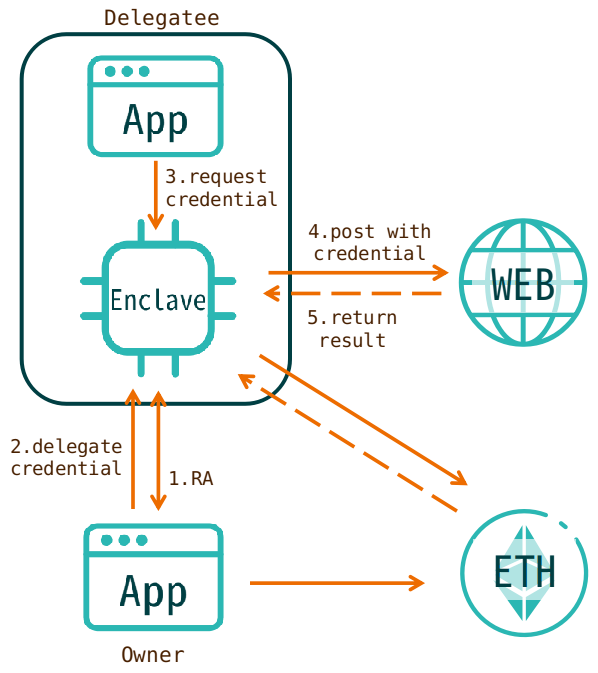 Delegatee
App
3.request
credential
4.post with
credential
Enclave
WEB
5.return
result
2.delegate
credential
1.RA
ETH
App
Owner